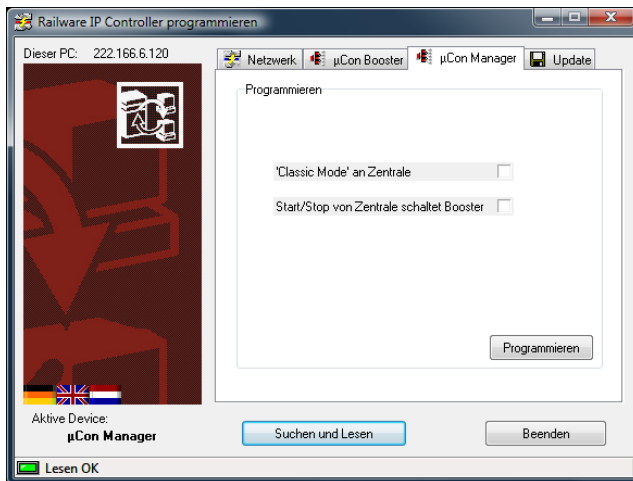 Railware IP Controller programmieren
Dieser PC: 222.166.6.120
Netzwerk µCon Booster µCon Manager Update
Programmieren
'Classic Mode' an Zentrale
Start/Stop von Zentrale schaltet Booster
Programmieren
Aktive Device:
µCon Manager
Suchen und Lesen
Beenden
Lesen OK